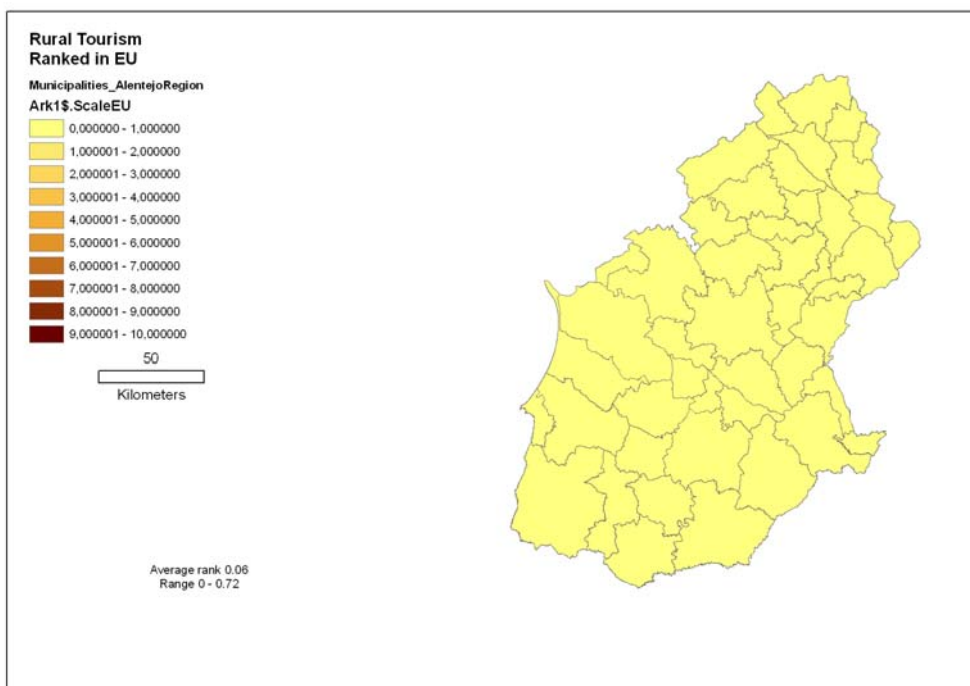 Rural Tourism
Ranked in EU
Municipalities_AlentejoRegion
Ark1$.ScaleEU
0,000000 - 1,000000
1,000001 - 2,000000
2,000001 - 3,000000
3,000001 - 4,000000
4,000001 - 5,000000
5,000001 - 6,000000
6,000001 - 7,000000
7,000001 - 8,000000
8,000001 - 9,000000
9,000001 - 10,000000
50
Kilometers
Average rank 0.06
Range 0 - 0.72